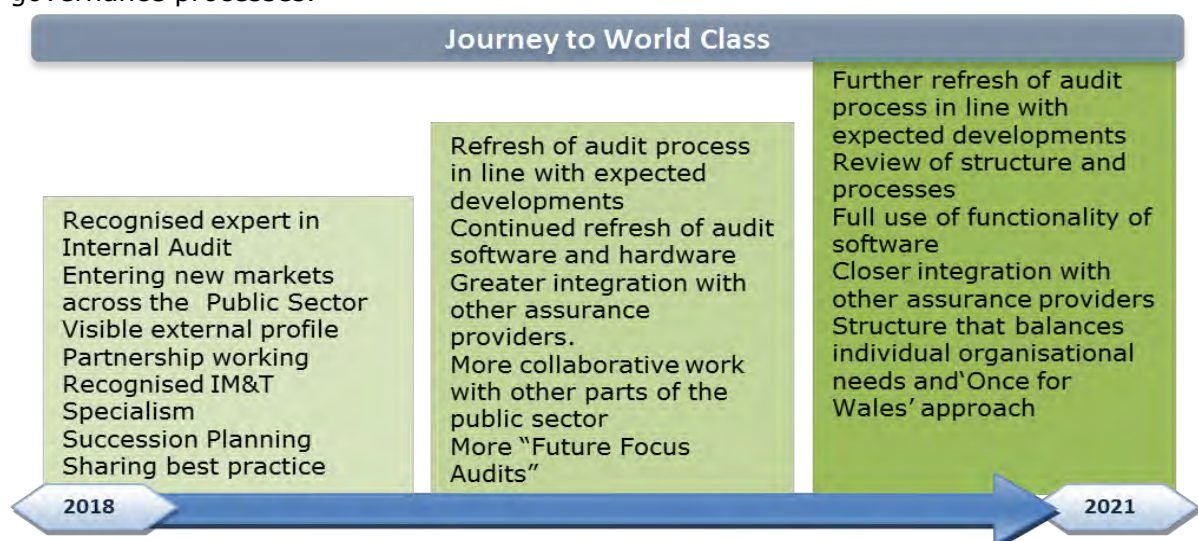 governance processes.
Journey to World Class
Recognised expert in
Internal Audit
Entering new markets
across the Public Sector
Visible external profile
Partnership working
Recognised IM&T
Specialism
Succession Planning
Sharing best practice
Refresh of audit process
in line with expected
developments
Continued refresh of audit
software and hardware
Greater integration with
other assurance
providers.
More collaborative work
with other parts of the
public sector
More “Future Focus
Audits”
Further refresh of audit
process in line with
expected developments
Review of structure and
processes
Full use of functionality of
software
Closer integration with
other assurance providers
Structure that balances
individual organisational
needs and‘Once for
Wales’ approach
2018
2021